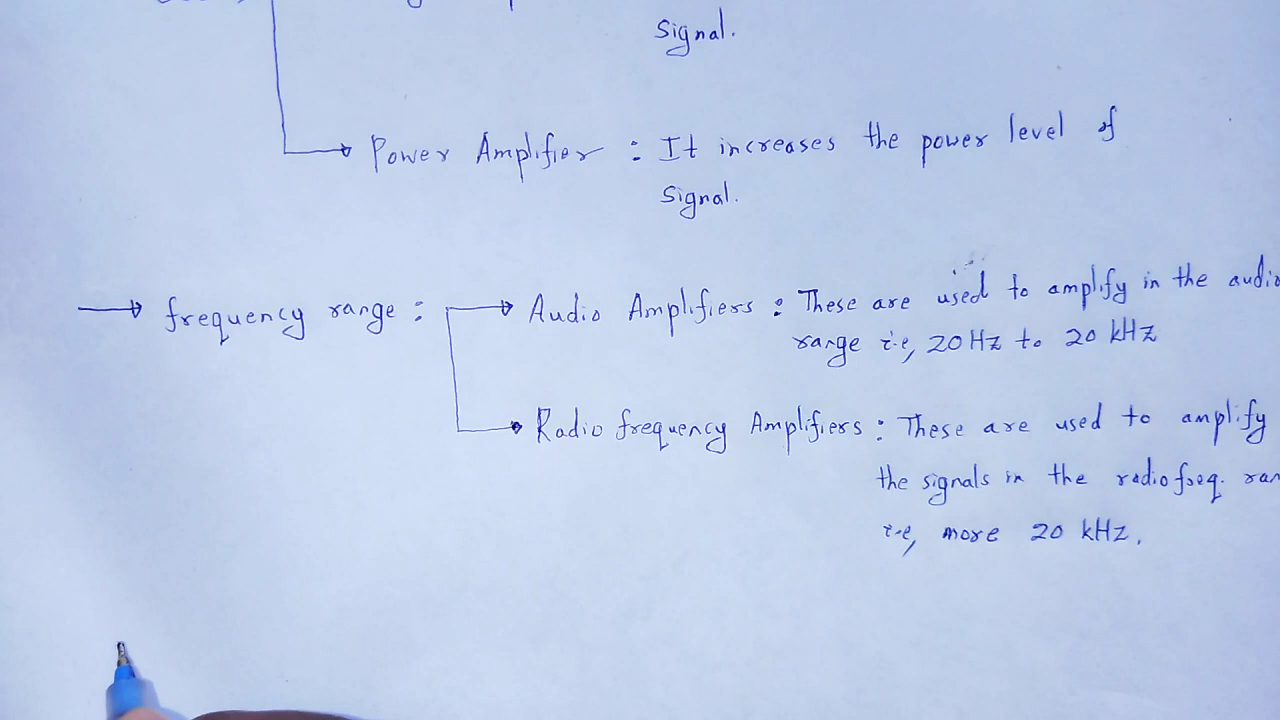 Signal.
→ Power Amplifier : It increases the power level of
Signal.
→ frequency range : → Audio Amplifiers : These are used to amplify in the audio
range i.e, 20Hz to 20 kHz
→ Radio frequency Amplifiers : These are used to amplify
the signals in the radio freq. ran
i.e, more 20 kHz.